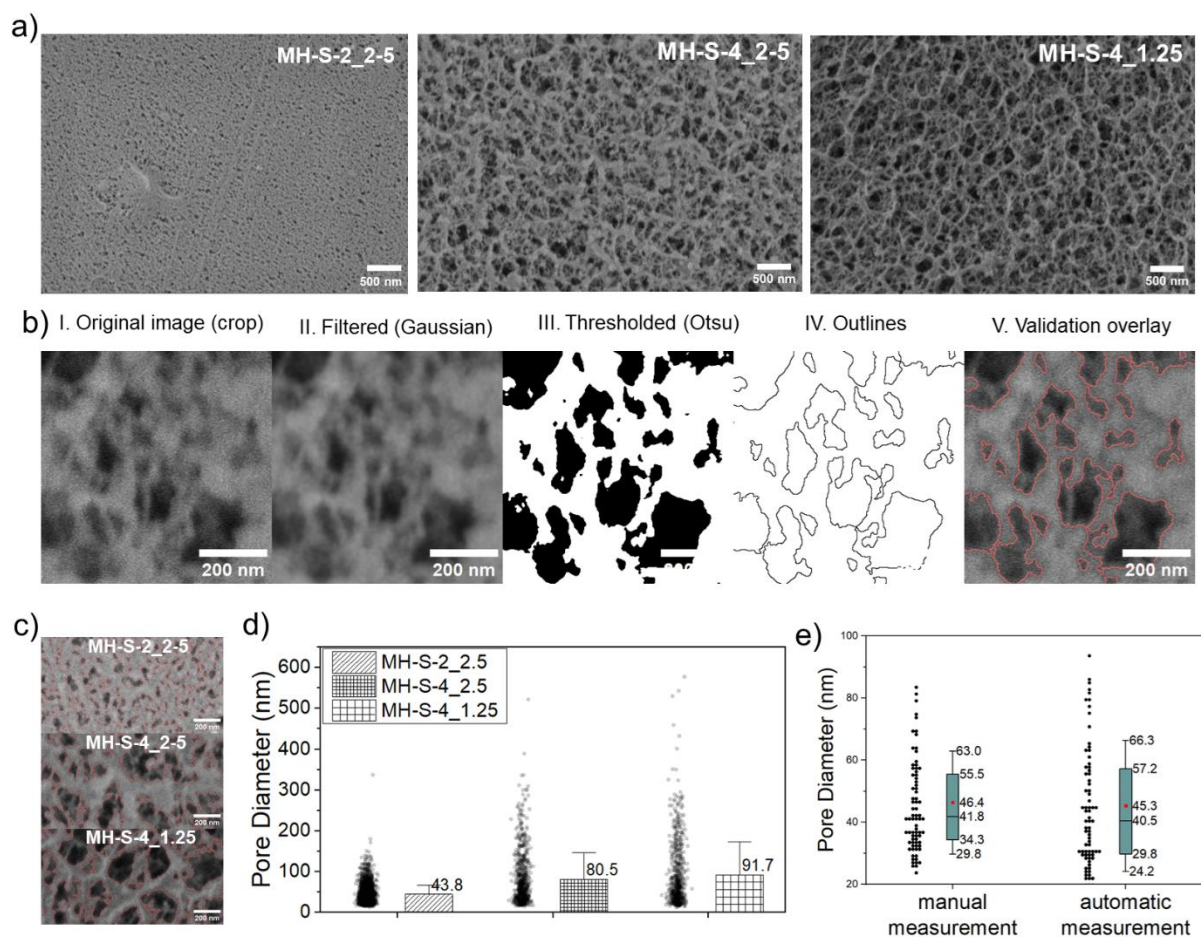 a)
MH-S-2_2-5
MH-S-4_2-5
MH-S-4_1.25
500 nm
500 nm
500 nm
b)
I. Original image (crop)
II. Filtered (Gaussian)
III. Thresholded (Otsu)
IV. Outlines
V. Validation overlay
200 nm
200 nm
200 nm
c)
MH-S-2_2-5
200 nm
MH-S-4_2-5
200 nm
MH-S-4_1.25
200 nm
d)
Pore Diameter (nm)
600
500
400
300
200
100
0
MH-S-2_2.5
MH-S-4_2.5
MH-S-4_1.25
43.8
80.5
91.7
e)
Pore Diameter (nm)
100
80
60
40
20
63.0
55.5
46.4
41.8
34.3
29.8
66.3
57.2
45.3
40.5
29.8
24.2
manual
measurement
automatic
measurement